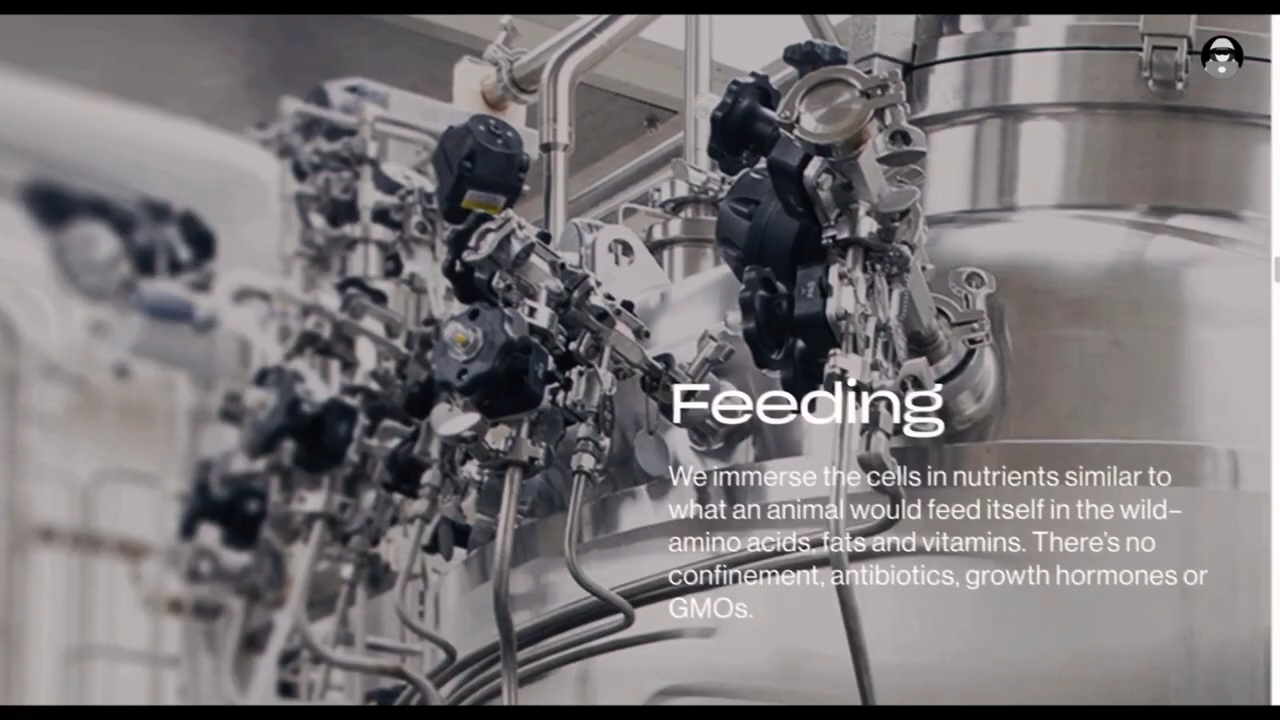 Feeding
We immerse the cells in nutrients similar to
what an animal would feed itself in the wild–
amino acids, fats and vitamins. There's no
confinement, antibiotics, growth hormones or
GMOs.